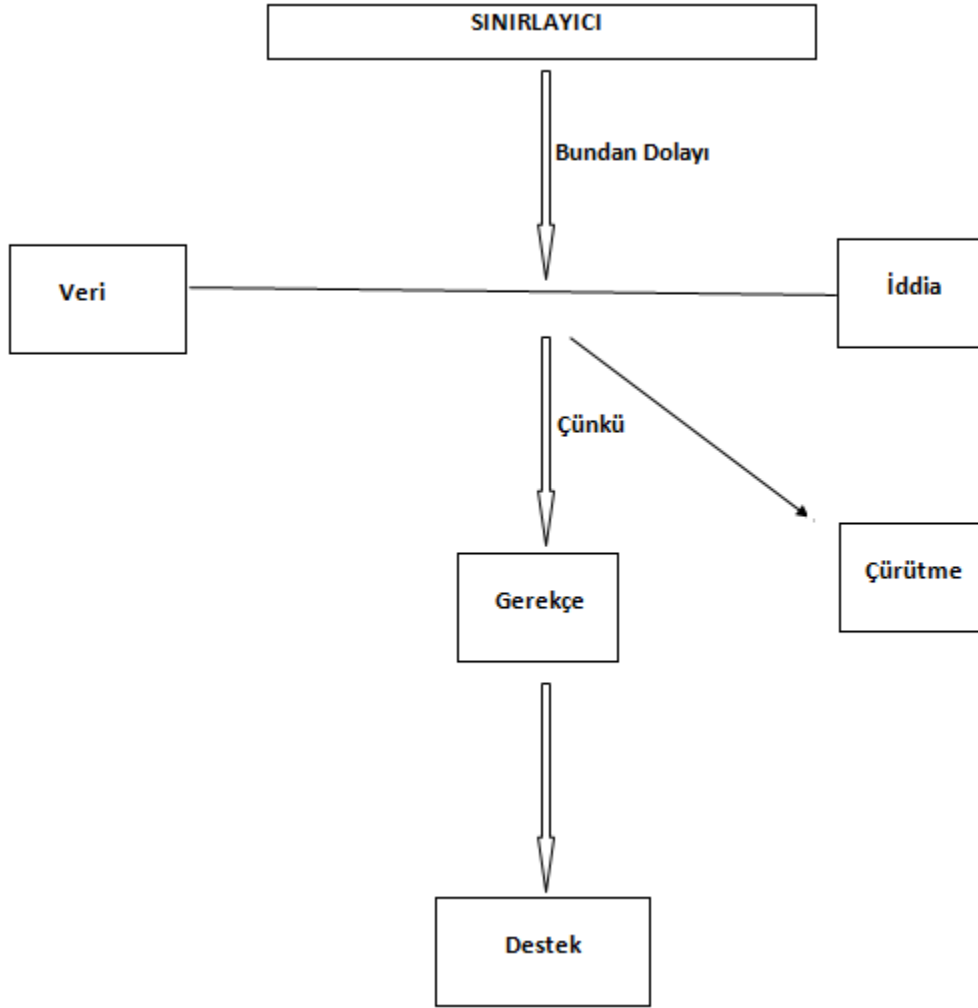 SINIRLAYICI
Bundan Dolayı
Veri
İddia
Çünkü
Çürütme
Gerekçe
Destek